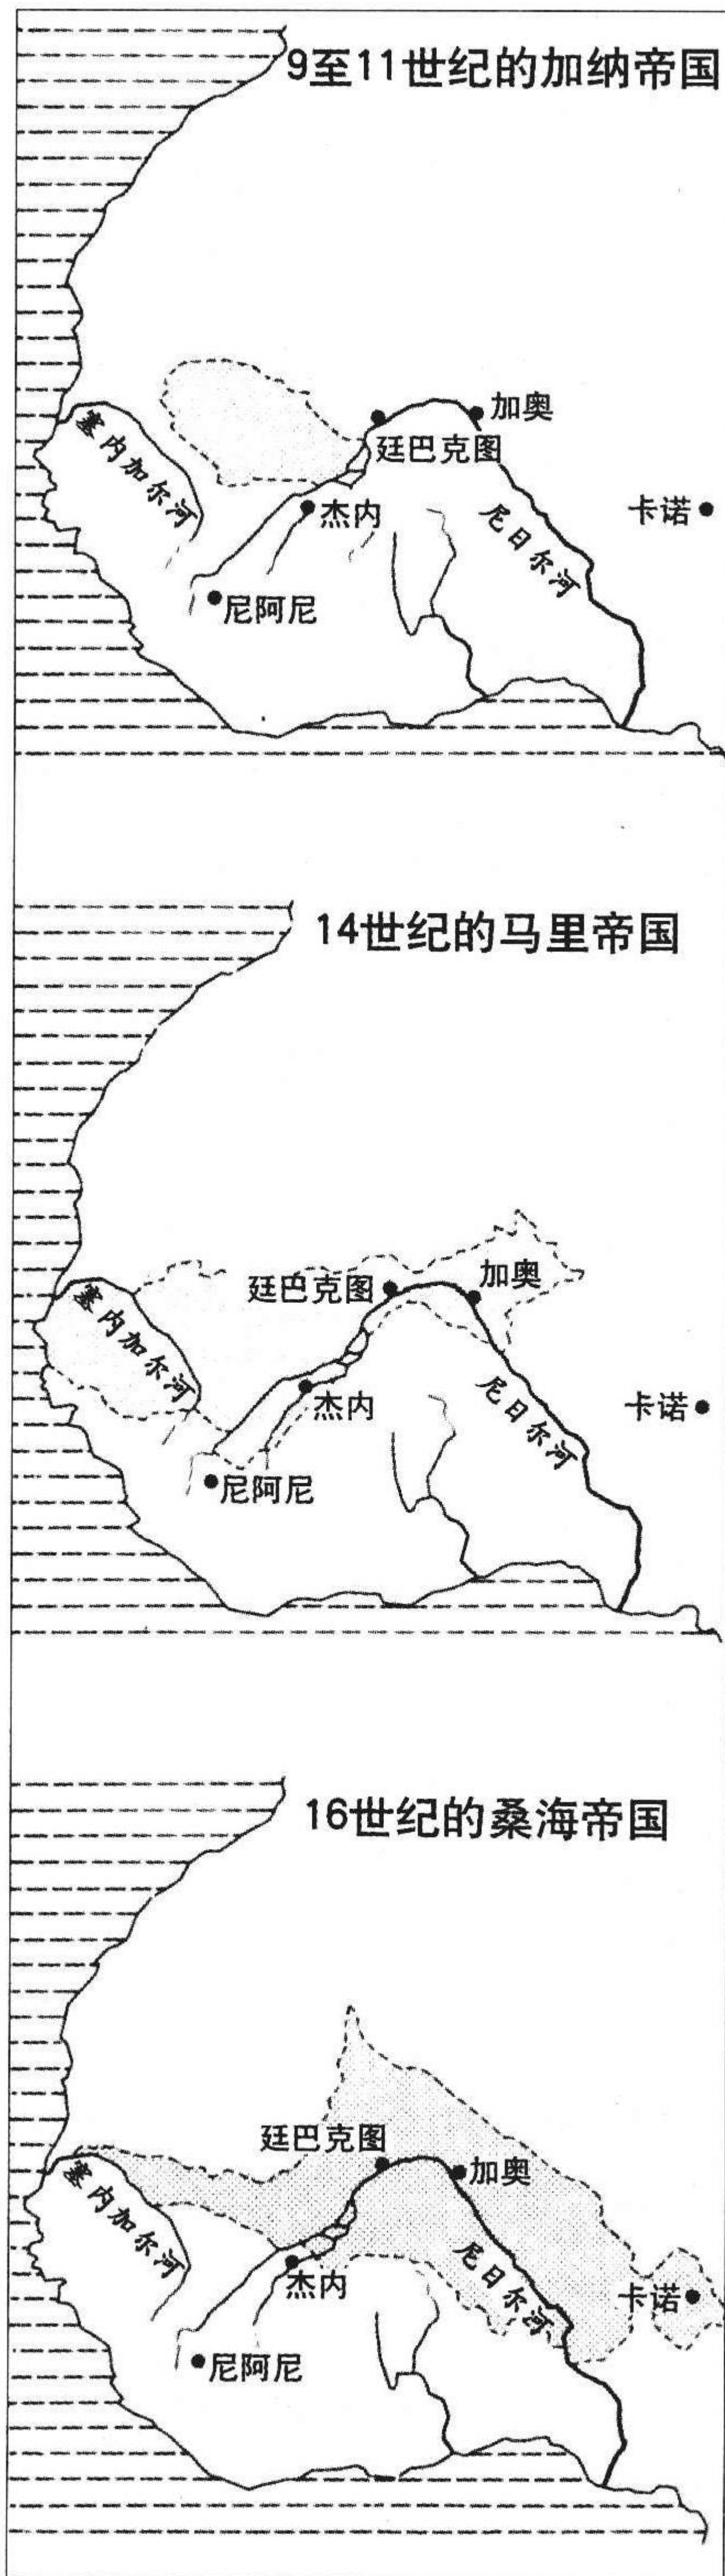 9至11世纪的加纳帝国
加奥
廷巴克图
塞内加尔河
杰内
尼日尔河
卡诺
尼阿尼
14世纪的马里帝国
廷巴克图
加奥
塞内加尔河
杰内
尼日尔河
卡诺
尼阿尼
16世纪的桑海帝国
廷巴克图
加奥
塞内加尔河
杰内
尼日尔河
卡诺
尼阿尼